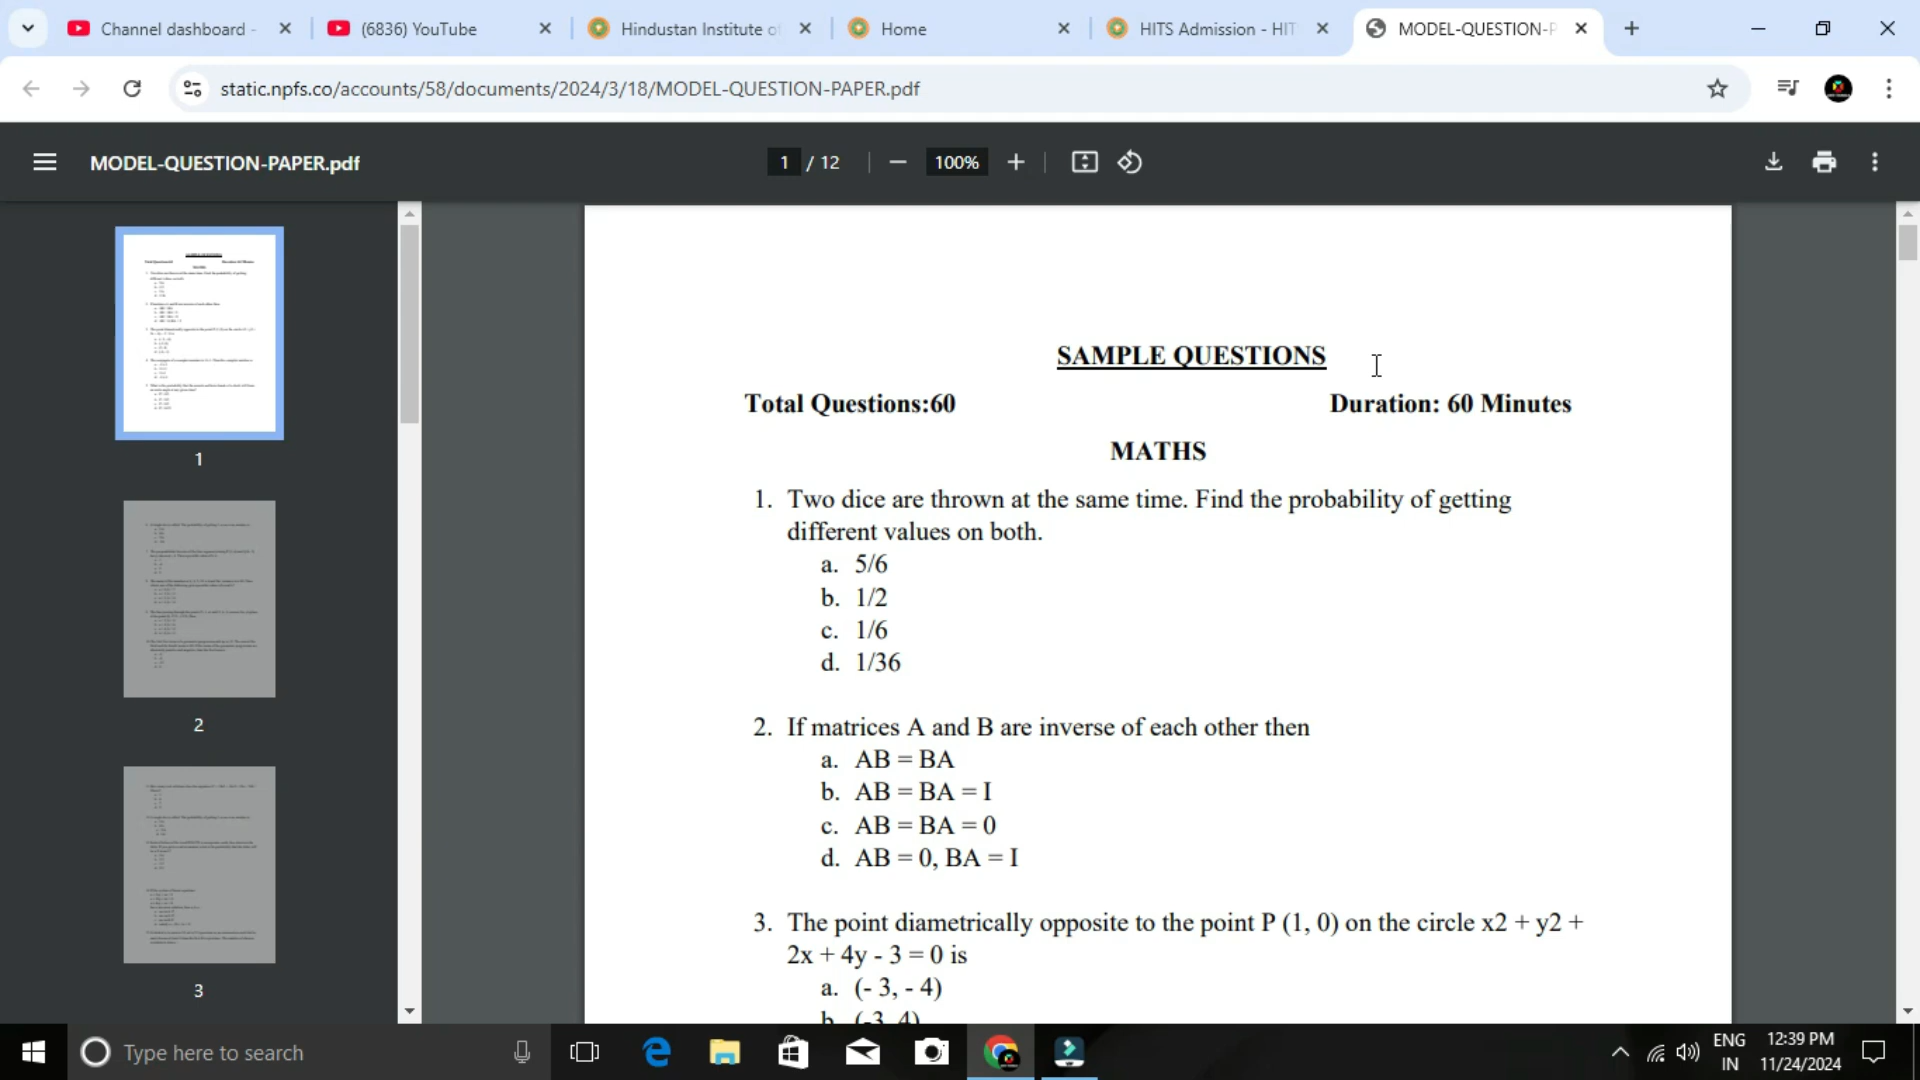 Channel dashboard -
(6836) YouTube
Hindustan Institute of
Home
HITS Admission - HIT
MODEL-QUESTION-P
static.npfs.co/accounts/58/documents/2024/3/18/MODEL-QUESTION-PAPER.pdf
MODEL-QUESTION-PAPER.pdf
1 / 12
100%
1
2
3
SAMPLE QUESTIONS
Total Questions:60
Duration: 60 Minutes
MATHS
1. Two dice are thrown at the same time. Find the probability of getting
different values on both.
a. 5/6
b. 1/2
c. 1/6
d. 1/36
2. If matrices A and B are inverse of each other then
a. AB = BA
b. AB = BA = I
c. AB = BA = 0
d. AB = 0, BA = I
3. The point diametrically opposite to the point P (1, 0) on the circle x2 + y2 +
2x + 4y - 3 = 0 is
a. (- 3, - 4)
b. (-3, 4)
Type here to search
ENG
IN
12:39 PM
11/24/2024